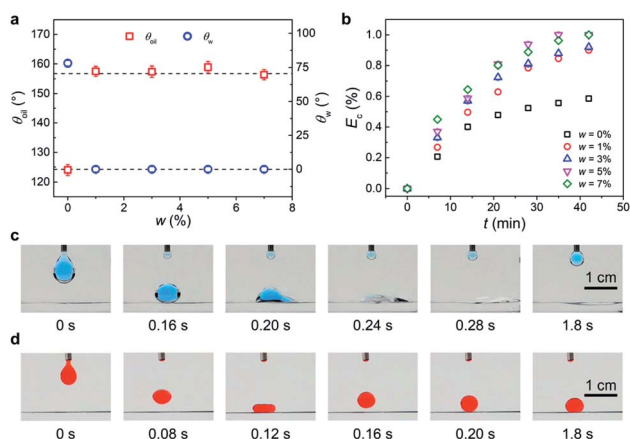 a
θoil θw
160
150
140
130
120
θoil (°)
0 2 4 6 8
w (%)
100
75
50
25
0
θw (°)
b
1.0
0.8
0.6
0.4
0.2
0.0
Ec (%)
w = 0%
w = 1%
w = 3%
w = 5%
w = 7%
0 10 20 30 40 50
t (min)
c
1 cm
0 s 0.16 s 0.20 s 0.24 s 0.28 s 1.8 s
d
1 cm
0 s 0.08 s 0.12 s 0.16 s 0.20 s 1.8 s